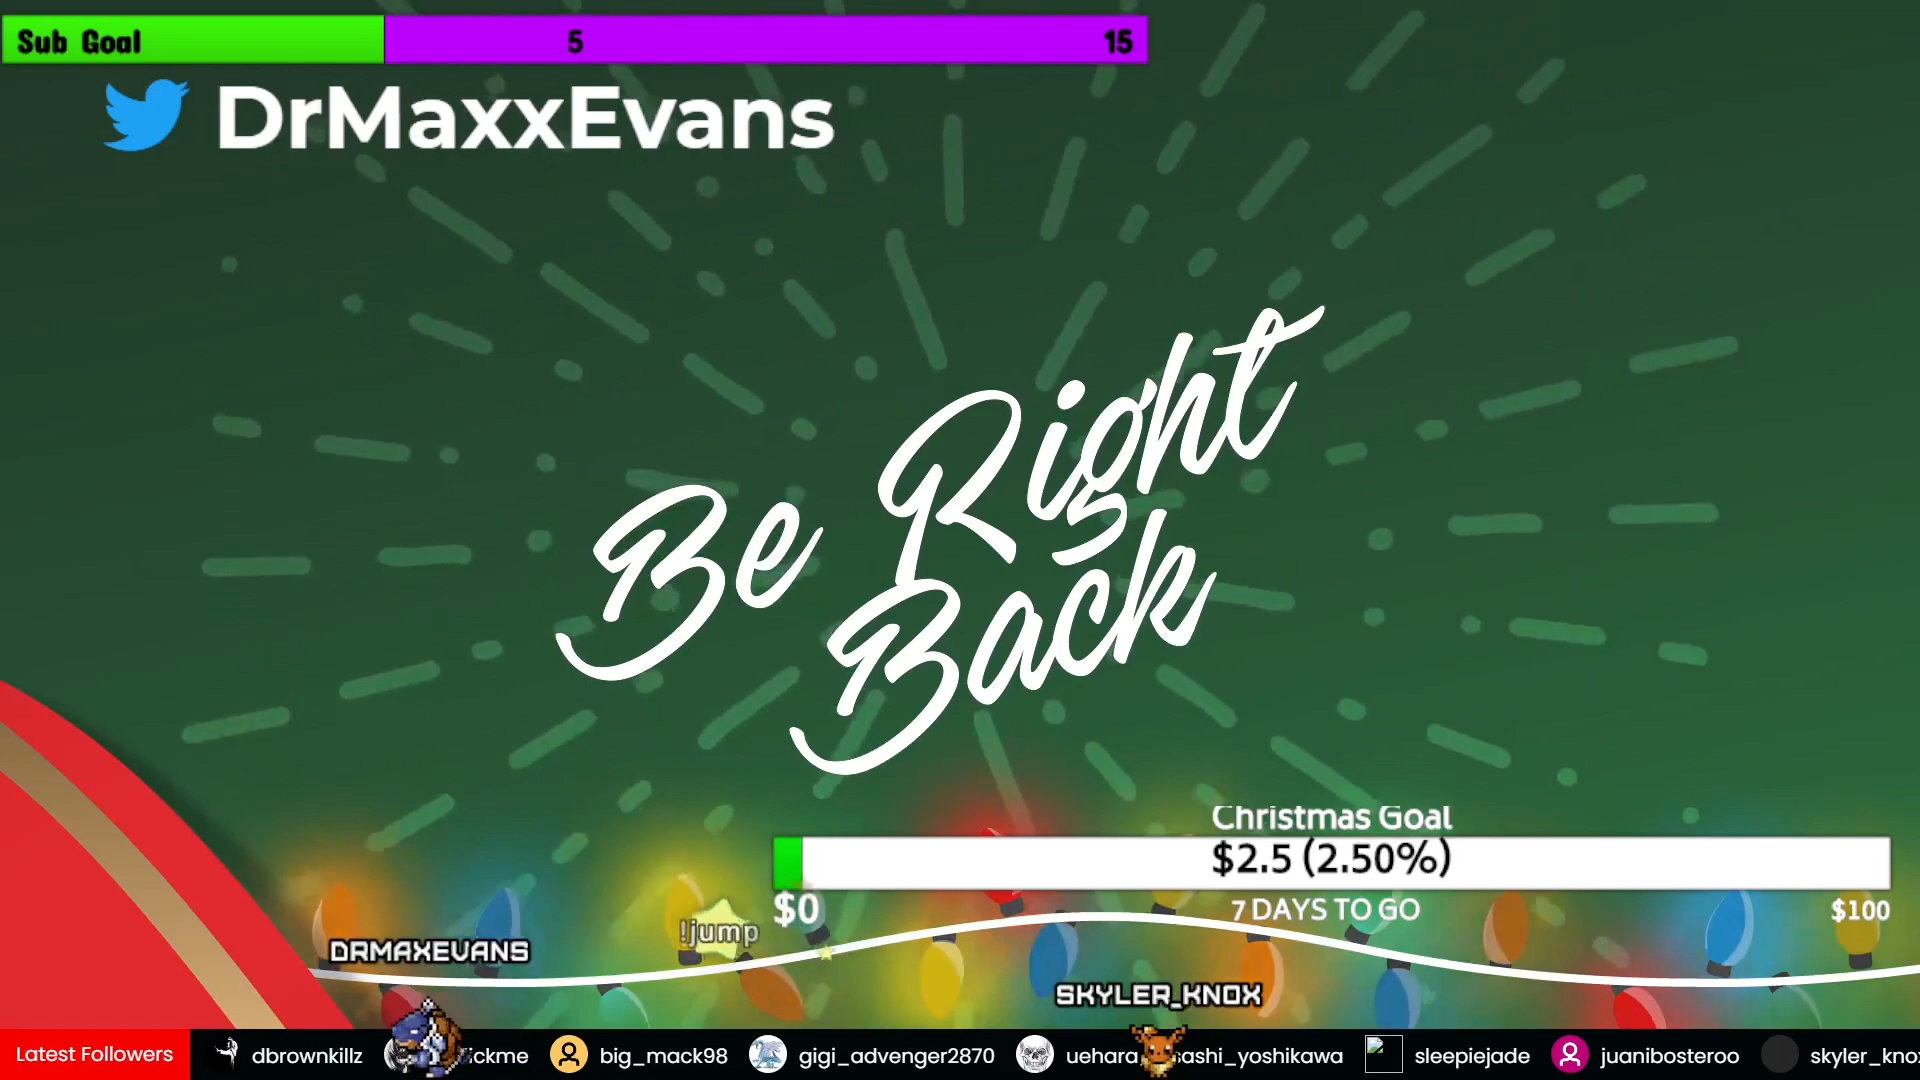 Sub Goal 5 15
DrMaxxEvans
Be Right
Back
Christmas Goal
$2.5 (2.50%)
$0 7 DAYS TO GO $100
!jump
DRMAXEVANS
SKYLER_KNOX
Latest Followers dbrownkillz big_mack98 gigi_advenger2870 sleepiejade juanibosteroo